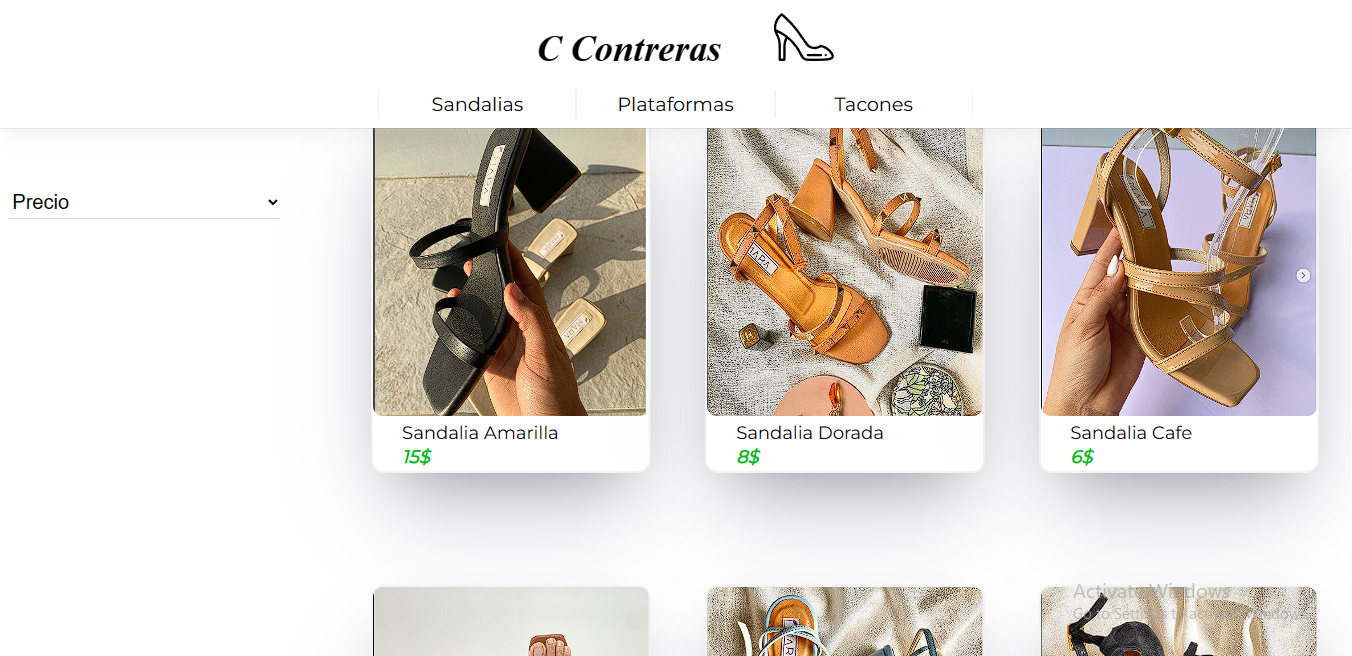 C Contreras
Sandalias
Plataformas
Tacones
Precio
Sandalia Amarilla
15$
Sandalia Dorada
8$
Sandalia Cafe
6$
Activate Windows
Go to Settings to activate Windows.